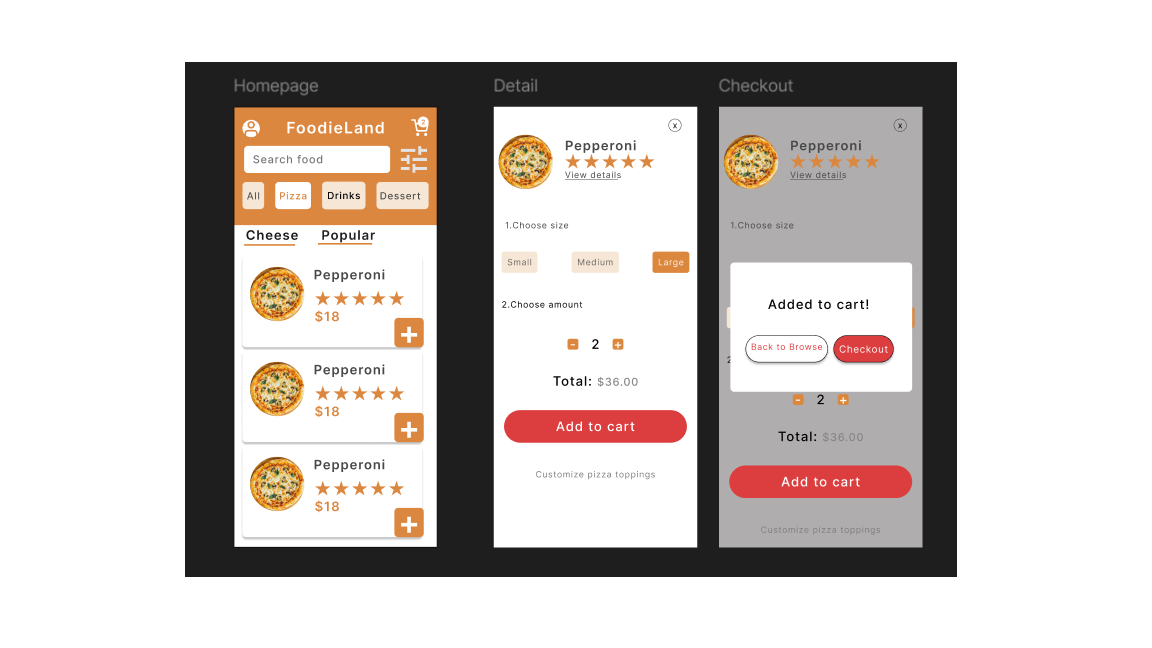 Homepage
FoodieLand
2
Search food
All Pizza Drinks Dessert
Cheese Popular
Pepperoni
$18
+
Pepperoni
$18
+
Pepperoni
$18
+
Detail
x
Pepperoni
View details
1.Choose size
Small Medium Large
2.Choose amount
- 2 +
Total: $36.00
Add to cart
Customize pizza toppings
Checkout
x
Pepperoni
View details
1.Choose size
Added to cart!
Back to Browse Checkout
2
- 2 +
Total: $36.00
Add to cart
Customize pizza toppings